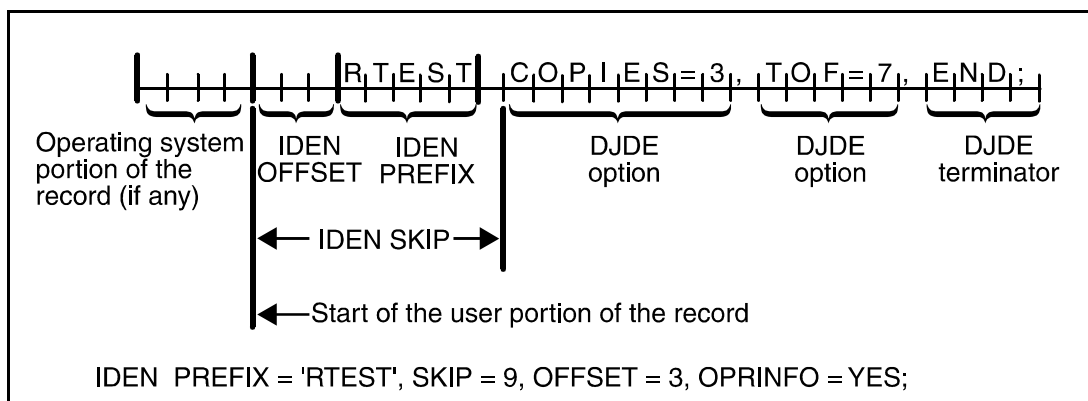 RTEST COPIES=3, TOF=7, END;
Operating system
portion of the
record (if any)
IDEN
OFFSET
IDEN
PREFIX
DJDE
option
DJDE
option
DJDE
terminator
IDEN SKIP
Start of the user portion of the record
IDEN PREFIX = 'RTEST', SKIP = 9, OFFSET = 3, OPRINFO = YES;